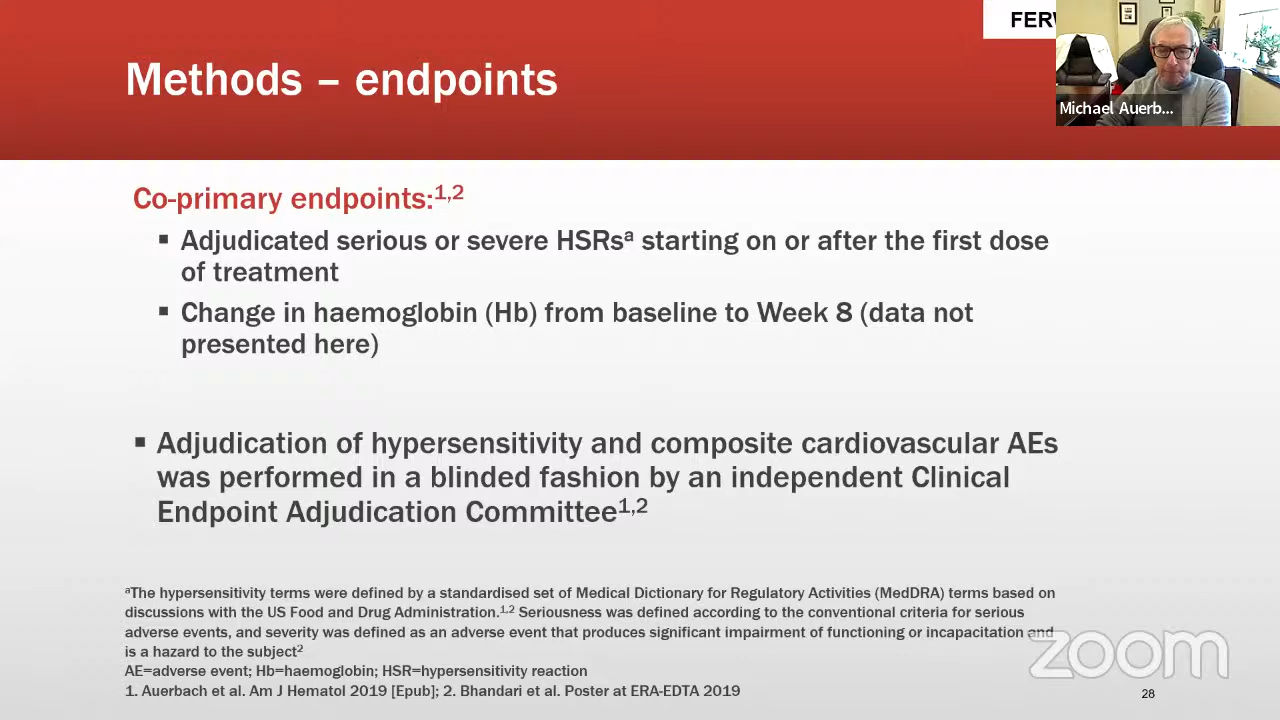 FERW
Michael Auerb...
Methods – endpoints
Co-primary endpoints:1,2
▪ Adjudicated serious or severe HSRsa starting on or after the first dose
of treatment
▪ Change in haemoglobin (Hb) from baseline to Week 8 (data not
presented here)
▪ Adjudication of hypersensitivity and composite cardiovascular AEs
was performed in a blinded fashion by an independent Clinical
Endpoint Adjudication Committee1,2
aThe hypersensitivity terms were defined by a standardised set of Medical Dictionary for Regulatory Activities (MedDRA) terms based on
discussions with the US Food and Drug Administration.1,2 Seriousness was defined according to the conventional criteria for serious
adverse events, and severity was defined as an adverse event that produces significant impairment of functioning or incapacitation and
is a hazard to the subject2
AE=adverse event; Hb=haemoglobin; HSR=hypersensitivity reaction
1. Auerbach et al. Am J Hematol 2019 [Epub]; 2. Bhandari et al. Poster at ERA-EDTA 2019
zoom
28